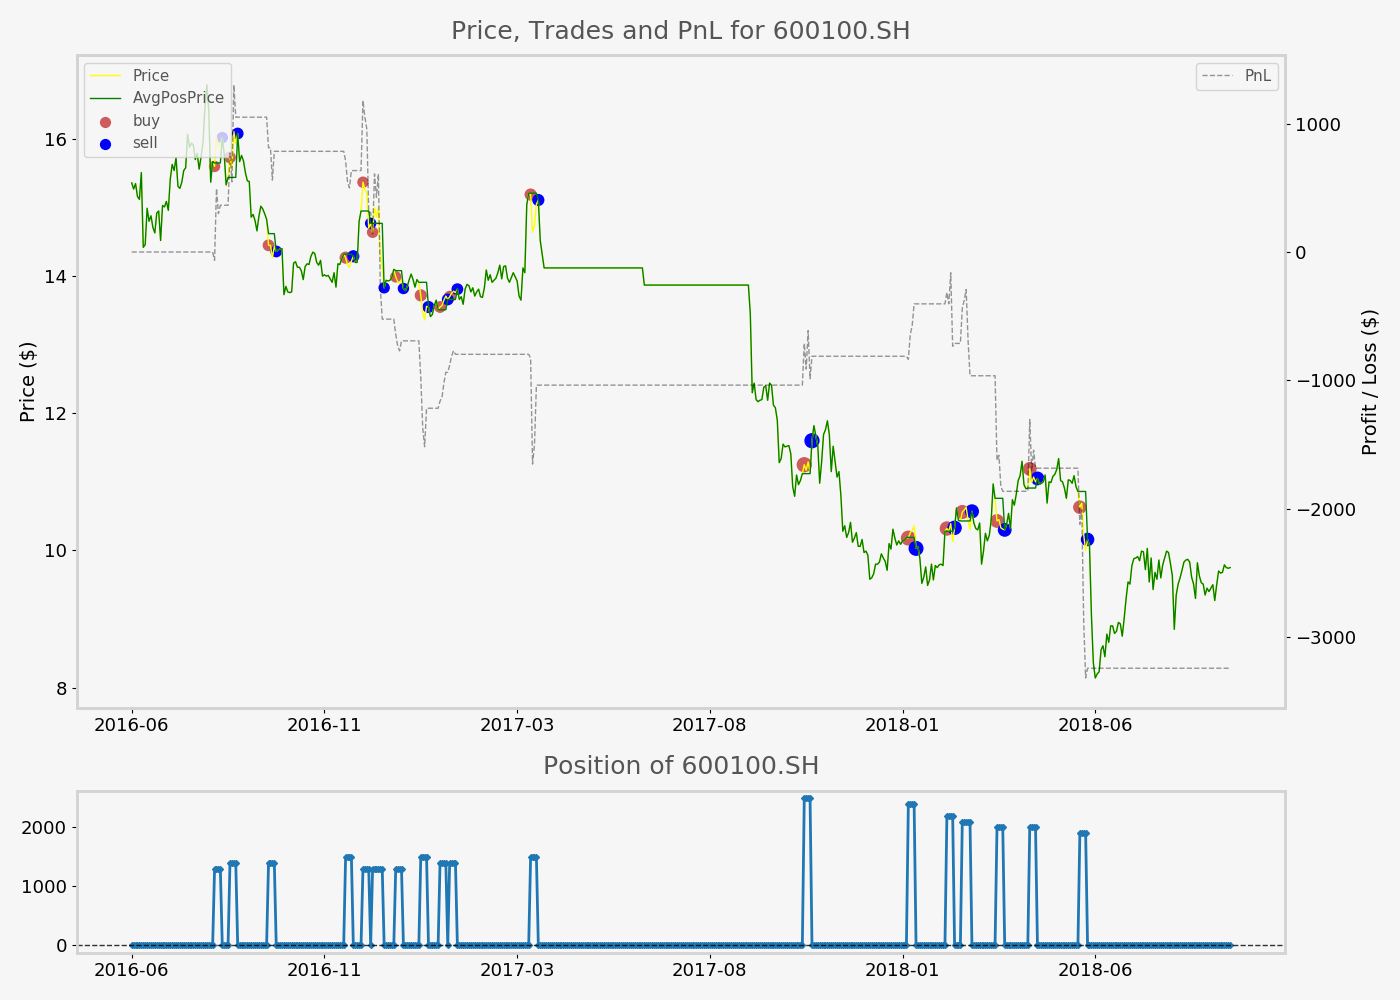 Price, Trades and PnL for 600100.SH
Price
AvgPosPrice
buy
sell
PnL
16
14
12
10
8
Price ($)
1000
0
−1000
−2000
−3000
Profit / Loss ($)
2016-06 2016-11 2017-03 2017-08 2018-01 2018-06
Position of 600100.SH
2000
1000
0
2016-06 2016-11 2017-03 2017-08 2018-01 2018-06